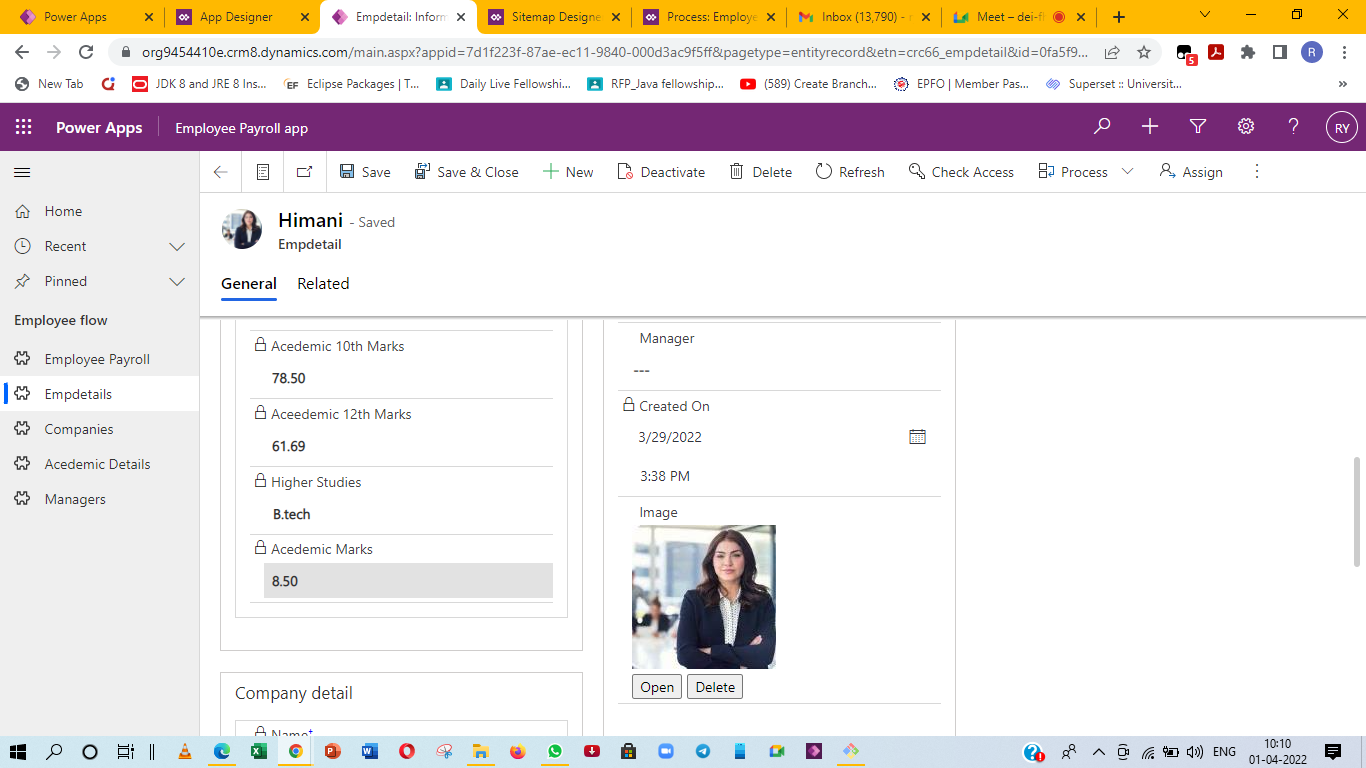 Power Apps
App Designer
Empdetail: Inform
Sitemap Designe
Process: Employe
Inbox (13,790) - r
Meet – dei-f
org9454410e.crm8.dynamics.com/main.aspx?appid=7d1f223f-87ae-ec11-9840-000d3ac9f5ff&pagetype=entityrecord&etn=crc66_empdetail&id=0fa5f9...
5
R
New Tab
JDK 8 and JRE 8 Ins...
EF Eclipse Packages | T...
Daily Live Fellowshi...
RFP_Java fellowship...
(589) Create Branch...
EPFO | Member Pas...
Superset :: Universit...
»
Power Apps
Employee Payroll app
RY
Save
Save & Close
New
Deactivate
Delete
Refresh
Check Access
Process
Assign
Home
Recent
Pinned
Employee flow
Employee Payroll
Empdetails
Companies
Acedemic Details
Managers
Himani - Saved
Empdetail
General
Related
Acedemic 10th Marks
78.50
Aceedemic 12th Marks
61.69
Higher Studies
B.tech
Acedemic Marks
8.50
Company detail
Name*
Manager
---
Created On
3/29/2022
3:38 PM
Image
Open
Delete
ENG
10:10
01-04-2022